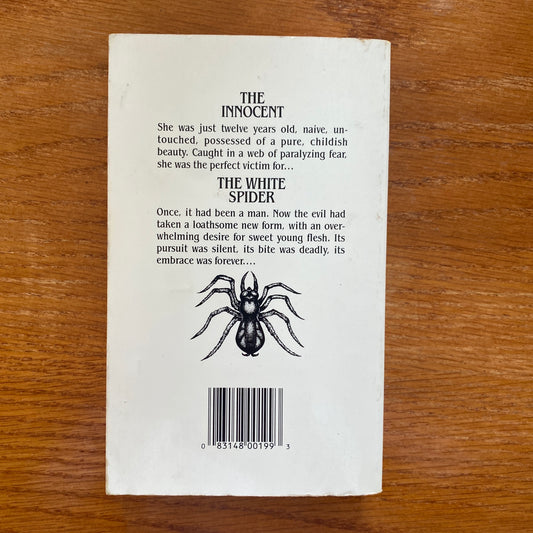 THE
INNOCENT
She was just twelve years old, naive, un-
touched, possessed of a pure, childish
beauty. Caught in a web of paralyzing fear,
she was the perfect victim for...
THE WHITE
SPIDER
Once, it had been a man. Now the evil had
taken a loathsome new form, with an over-
whelming desire for sweet young flesh. Its
pursuit was silent, its bite was deadly, its
embrace was forever....
0 83148 00199 3